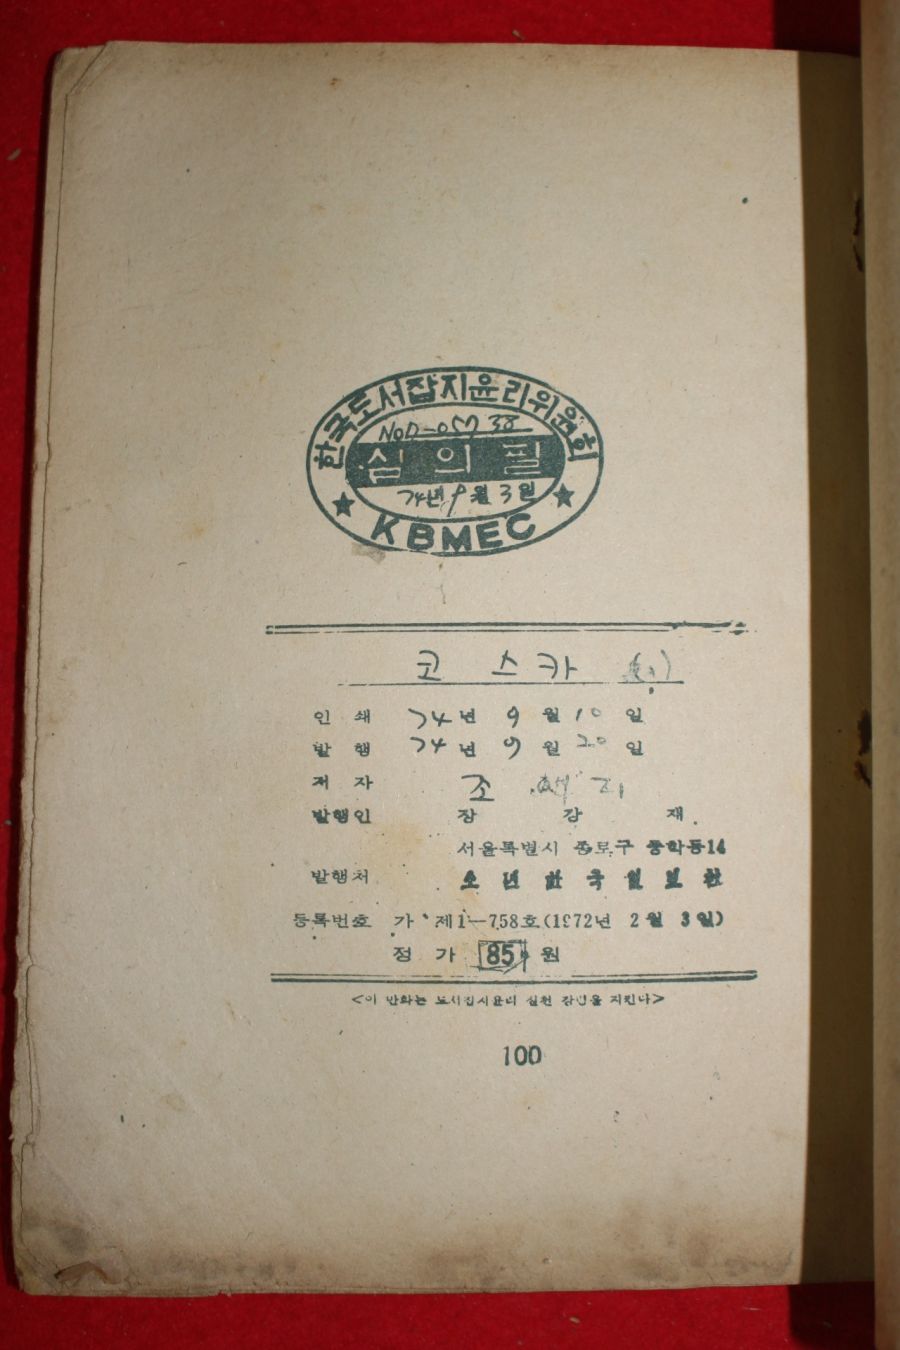 한국도서잡지윤리위원회
심의필
74년 9월 3일
KBMEC
코스카
인쇄 74년 9월 10일
발행 74년 9월 20일
저자 조
발행인 장강재
서울특별시 종로구 중학동14
발행처 소년한국일보사
등록번호 가 제1—758호(1972년 2월 3일)
정가 85원
<이 만화는 도서잡지윤리 실천 강령을 지킨다>
100